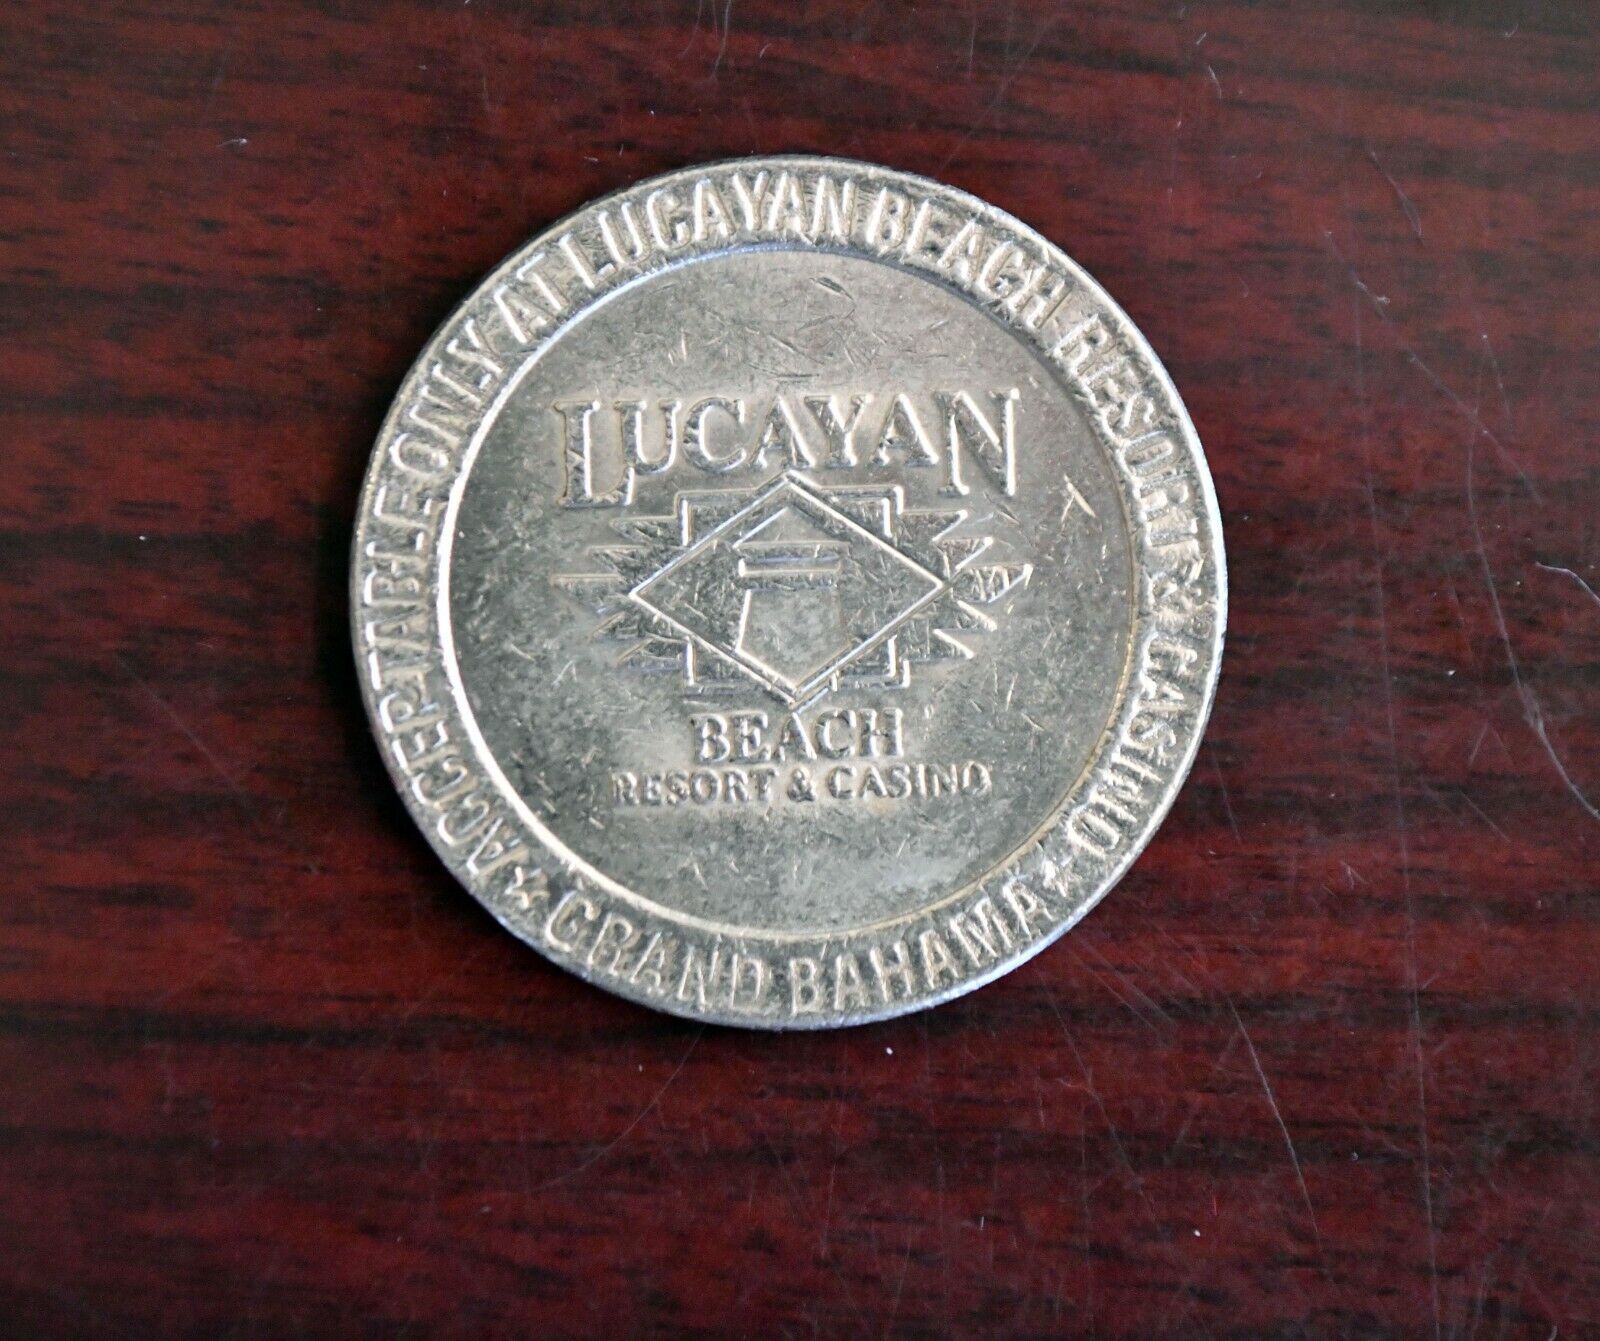 ACCEPTABLE ONLY AT LUCAYAN BEACH RESORT & CASINO
GRAND BAHAMA
LUCAYAN
BEACH
RESORT & CASINO